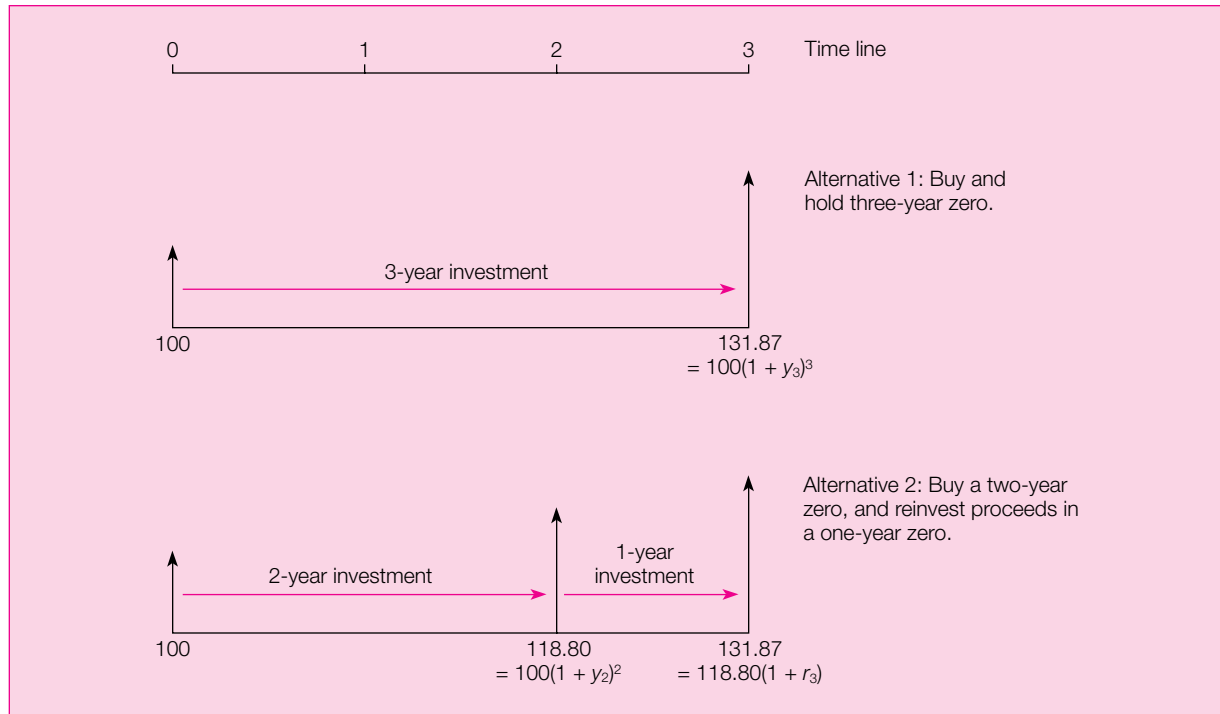 0 1 2 3 Time line
Alternative 1: Buy and
hold three-year zero.
3-year investment
100 131.87
= 100(1 + y₃)³
Alternative 2: Buy a two-year
zero, and reinvest proceeds in
a one-year zero.
1-year
2-year investment investment
100 118.80 131.87
= 100(1 + y₂)² = 118.80(1 + r₃)